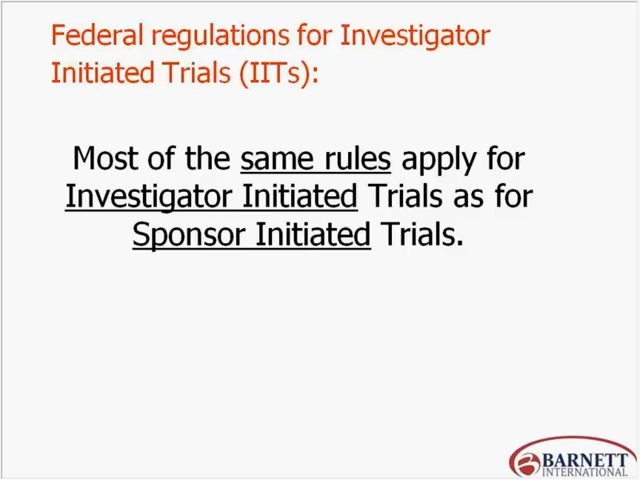 Federal regulations for Investigator
Initiated Trials (IITs):
Most of the same rules apply for
Investigator Initiated Trials as for
Sponsor Initiated Trials.
BARNETT
INTERNATIONAL